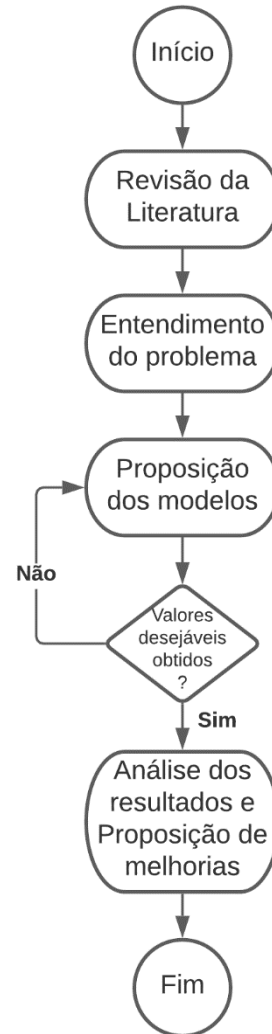 Início
Revisão da
Literatura
Entendimento
do problema
Proposição
dos modelos
Não
Valores
desejáveis
obtidos
?
Sim
Análise dos
resultados e
Proposição de
melhorias
Fim